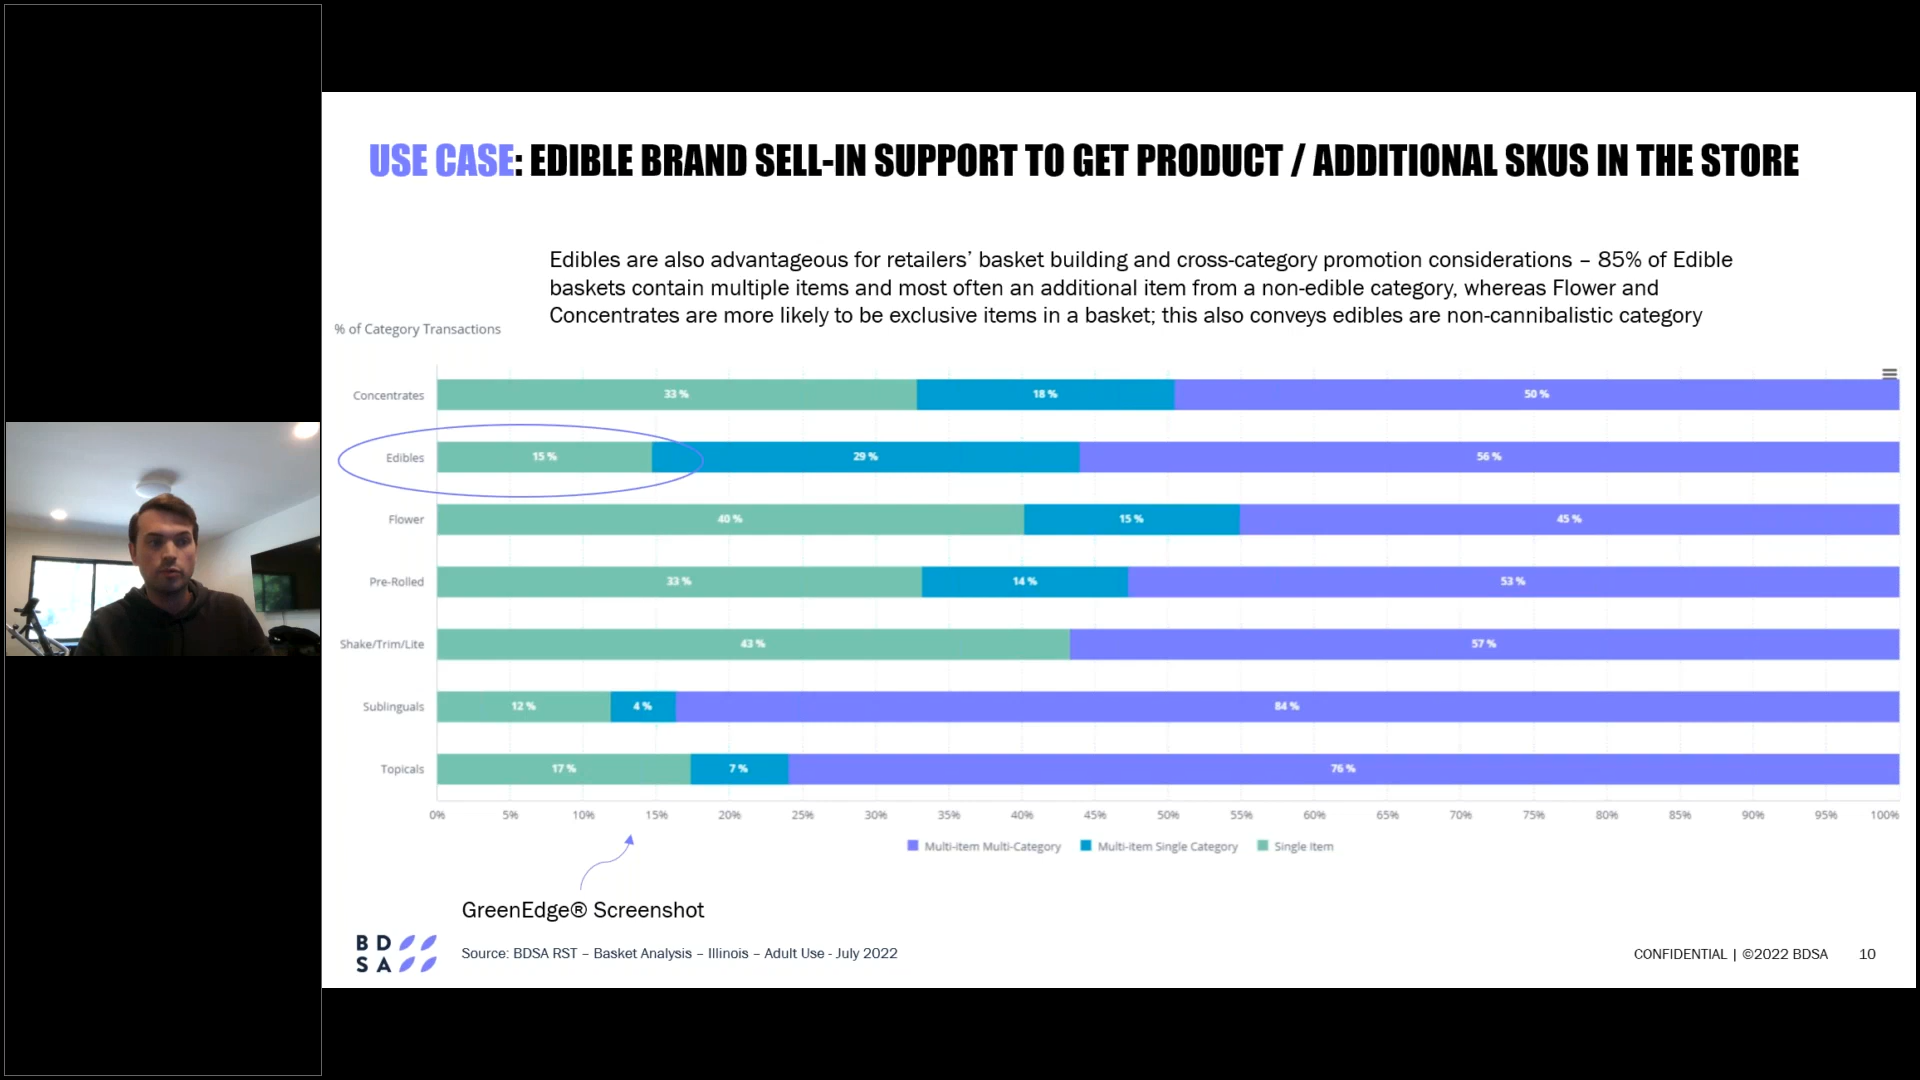 USE CASE: EDIBLE BRAND SELL-IN SUPPORT TO GET PRODUCT / ADDITIONAL SKUS IN THE STORE
Edibles are also advantageous for retailers’ basket building and cross-category promotion considerations – 85% of Edible
baskets contain multiple items and most often an additional item from a non-edible category, whereas Flower and
Concentrates are more likely to be exclusive items in a basket; this also conveys edibles are non-cannibalistic category
% of Category Transactions
Concentrates 33 % 18 % 50 %
Edibles 15 % 29 % 56 %
Flower 40 % 15 % 45 %
Pre-Rolled 33 % 14 % 53 %
Shake/Trim/Lite 43 % 57 %
Sublinguals 12 % 4 % 84 %
Topicals 17 % 7 % 76 %
0% 5% 10% 15% 20% 25% 30% 35% 40% 45% 50% 55% 60% 65% 70% 75% 80% 85% 90% 95% 100%
Multi-item Multi-Category Multi-item Single Category Single Item
GreenEdge® Screenshot
BD
SA
Source: BDSA RST – Basket Analysis – Illinois – Adult Use - July 2022
CONFIDENTIAL | ©2022 BDSA 10